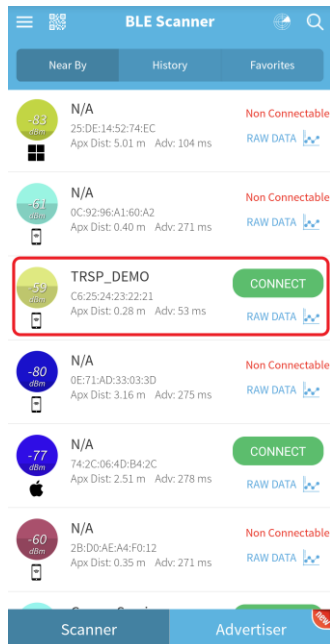 BLE Scanner
Near By
History
Favorites
-83
dBm
N/A
25:DE:14:52:74:EC
Apx Dist: 5.01 m Adv: 104 ms
Non Connectable
RAW DATA
-61
dBm
N/A
0C:92:96:A1:60:A2
Apx Dist: 0.40 m Adv: 271 ms
Non Connectable
RAW DATA
-59
dBm
TRSP_DEMO
C6:25:24:23:22:21
Apx Dist: 0.28 m Adv: 53 ms
CONNECT
RAW DATA
-80
dBm
N/A
0E:71:AD:33:03:3D
Apx Dist: 3.16 m Adv: 275 ms
Non Connectable
RAW DATA
-77
dBm
N/A
74:2C:06:4D:B4:2C
Apx Dist: 2.51 m Adv: 278 ms
CONNECT
RAW DATA
-60
dBm
N/A
2B:D0:AE:A4:F0:12
Apx Dist: 0.35 m Adv: 271 ms
Non Connectable
RAW DATA
Scanner
Advertiser
new